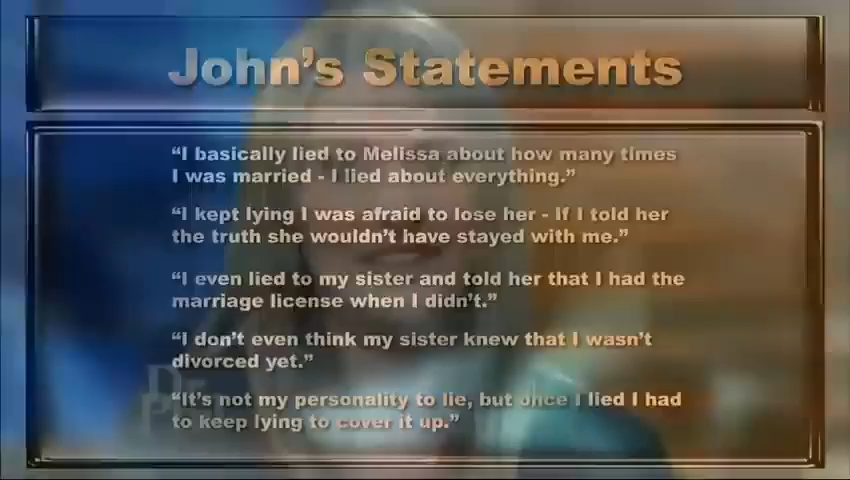 John's Statements
“I basically lied to Melissa about how many times
I was married - I lied about everything.”
“I kept lying I was afraid to lose her - If I told her
the truth she wouldn't have stayed with me.”
“I even lied to my sister and told her that I had the
marriage license when I didn't.”
“I don't even think my sister knew that I wasn't
divorced yet.”
“It's not my personality to lie, but once I lied I had
to keep lying to cover it up.”
Dr.